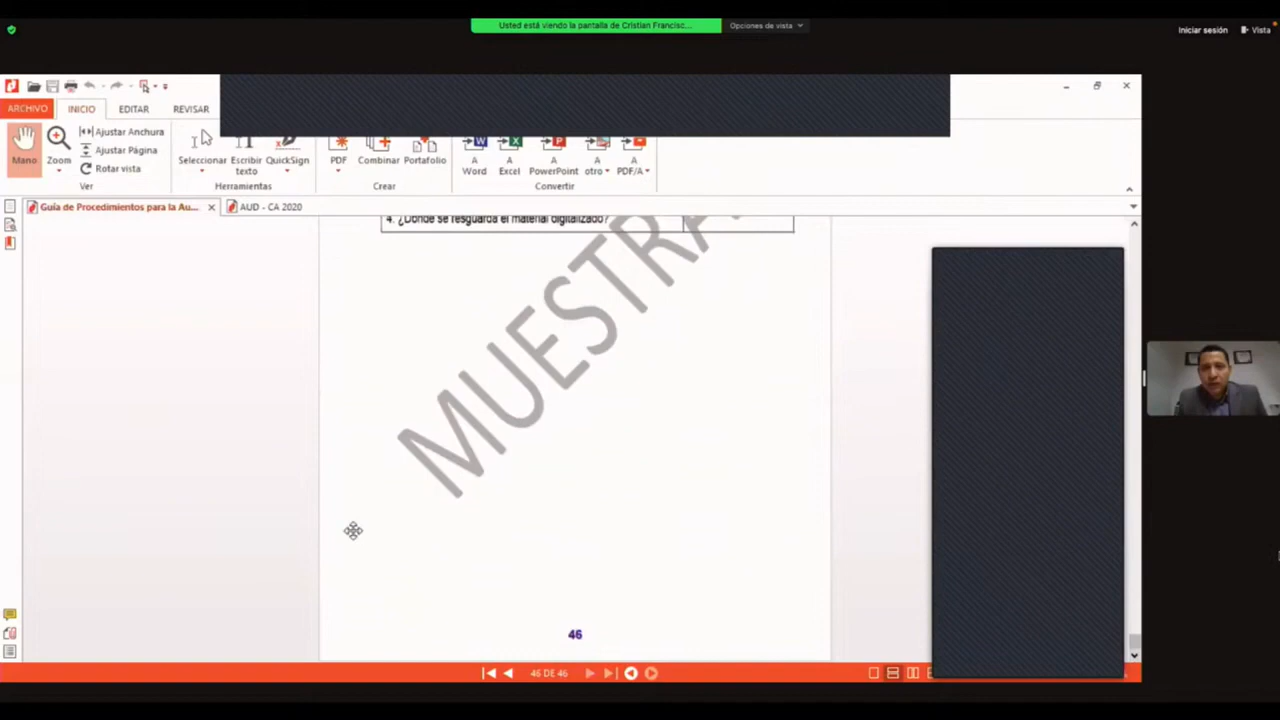 Usted está viendo la pantalla de Cristian Francisc...
Opciones de vista
Iniciar sesión
Vista
ARCHIVO
INICIO
EDITAR
REVISAR
Mano
Zoom
Ajustar Anchura
Ajustar Página
Rotar vista
Ver
Seleccionar
Escribir texto
QuickSign
Herramientas
PDF
Combinar
Portafolio
Crear
A Word
A Excel
A PowerPoint
A otro
A PDF/A
Convertir
Guía de Procedimientos para la Au...
AUD - CA 2020
4. ¿Donde se resguarda el material digitalizado?
MUESTRA
46
46 DE 46